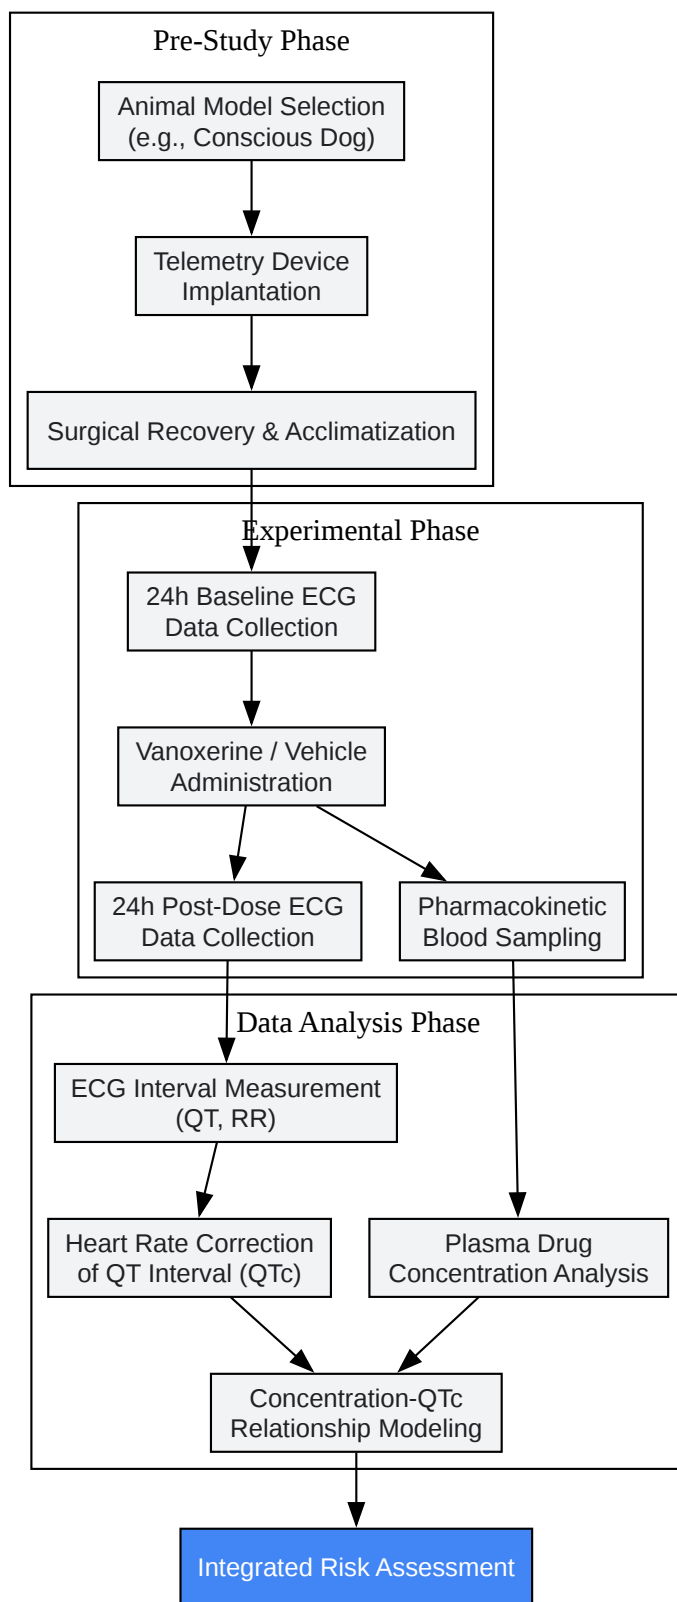 Pre-Study Phase
Animal Model Selection
(e.g., Conscious Dog)
Telemetry Device
Implantation
Surgical Recovery & Acclimatization
Experimental Phase
24h Baseline ECG
Data Collection
Vanoxerine / Vehicle
Administration
24h Post-Dose ECG
Data Collection
Pharmacokinetic
Blood Sampling
Data Analysis Phase
ECG Interval Measurement
(QT, RR)
Heart Rate Correction
of QT Interval (QTc)
Plasma Drug
Concentration Analysis
Concentration-QTc
Relationship Modeling
Integrated Risk Assessment